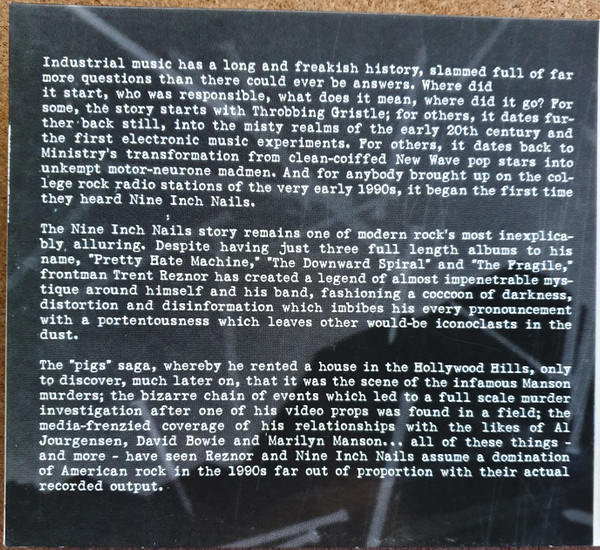 Industrial music has a long and freakish history, slammed full of far
more questions than there could ever be answers. Where did
it start, who was responsible, what does it mean, where did it go? For
some, the story starts with Throbbing Gristle; for others, it dates fur-
ther back still, into the misty realms of the early 20th century and
the first electronic music experiments. For others, it dates back to
Ministry's transformation from clean-coiffed New Wave pop stars into
unkempt motor-neurone madmen. And for anybody brought up on the col-
lege rock radio stations of the very early 1990s, it began the first time
they heard Nine Inch Nails.
The Nine Inch Nails story remains one of modern rock's most inexplica-
bly alluring. Despite having just three full length albums to his
name, "Pretty Hate Machine," "The Downward Spiral" and "The Fragile,"
frontman Trent Reznor has created a legend of almost impenetrable mys-
tique around himself and his band, fashioning a coccoon of darkness,
distortion and disinformation which imbibes his every pronouncement
with a portentousness which leaves other would-be iconoclasts in the
dust.
The "pigs" saga, whereby he rented a house in the Hollywood Hills, only
to discover, much later on, that it was the scene of the infamous Manson
murders; the bizarre chain of events which led to a full scale murder
investigation after one of his video props was found in a field; the
media-frenzied coverage of his relationships with the likes of Al
Jourgensen, David Bowie and Marilyn Manson... all of these things -
and more - have seen Reznor and Nine Inch Nails assume a domination
of American rock in the 1990s far out of proportion with their actual
recorded output.